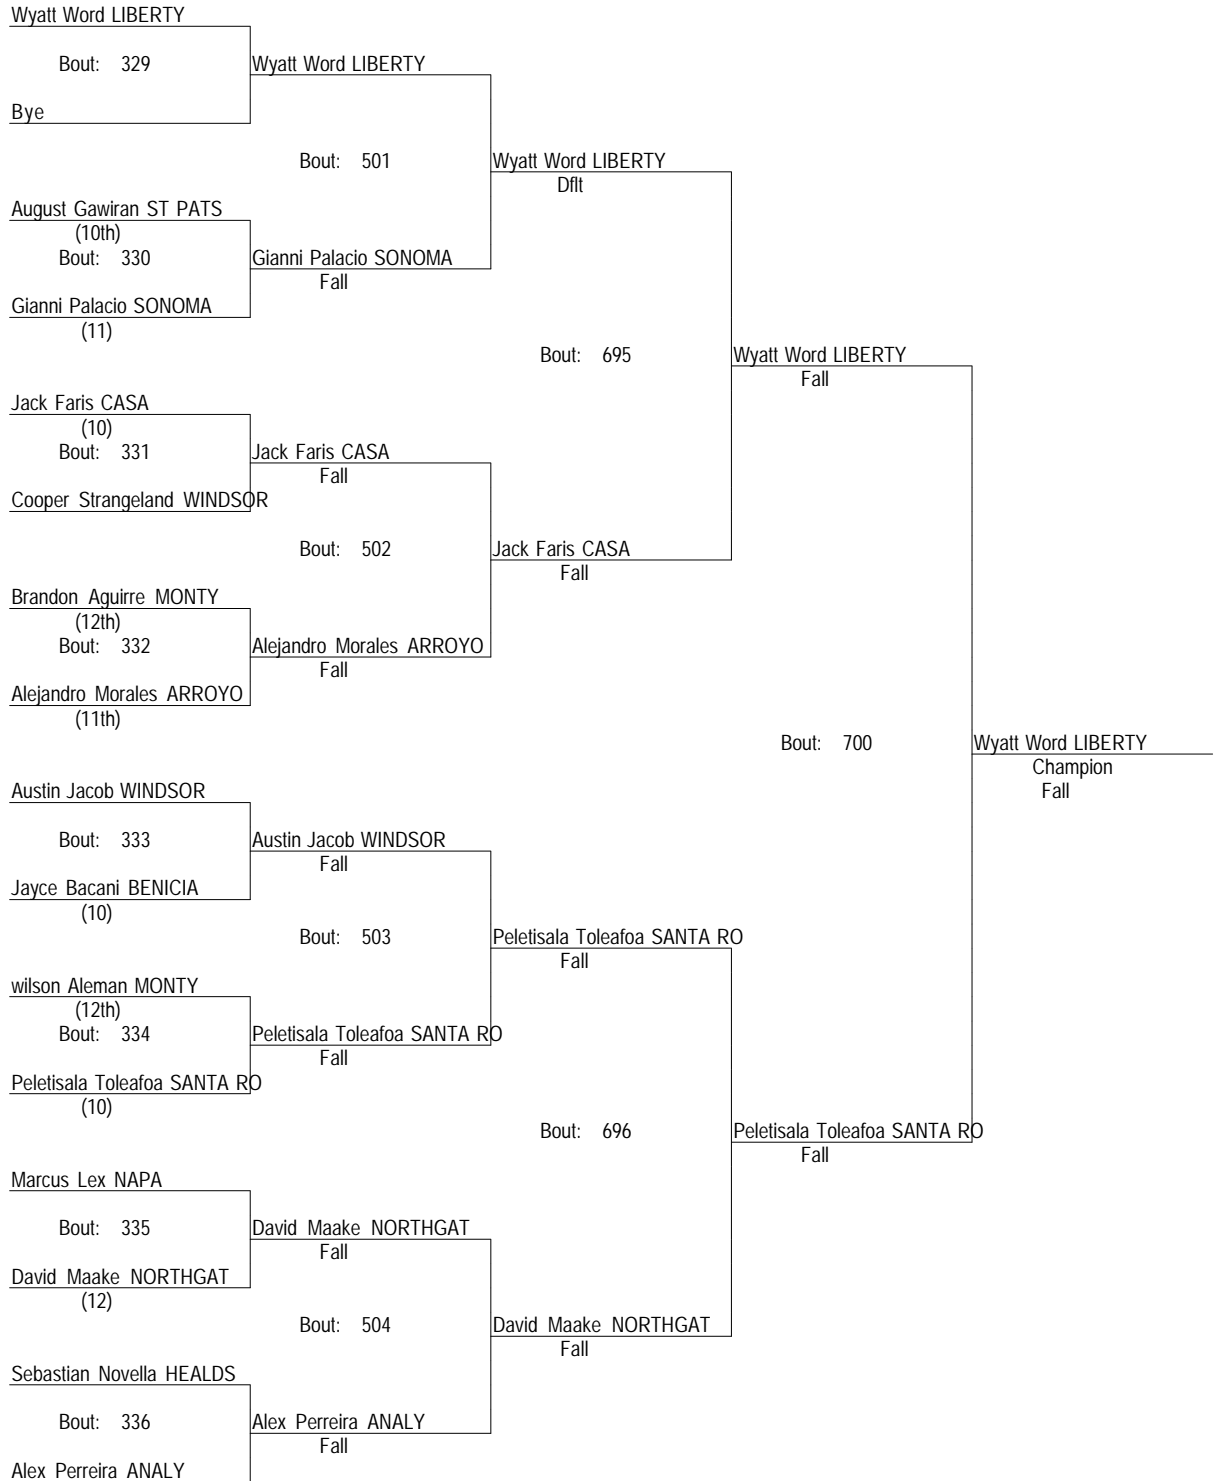 Wyatt Word LIBERTY
Bout: 329 Wyatt Word LIBERTY
Bye
Bout: 501 Wyatt Word LIBERTY
Dflt
August Gawiran ST PATS
(10th)
Bout: 330 Gianni Palacio SONOMA
Fall
Gianni Palacio SONOMA
(11)
Bout: 695 Wyatt Word LIBERTY
Fall
Jack Faris CASA
(10)
Bout: 331 Jack Faris CASA
Fall
Cooper Strangeland WINDSOR
Bout: 502 Jack Faris CASA
Fall
Brandon Aguirre MONTY
(12th)
Bout: 332 Alejandro Morales ARROYO
Fall
Alejandro Morales ARROYO
(11th)
Bout: 700 Wyatt Word LIBERTY
Champion
Fall
Austin Jacob WINDSOR
Bout: 333 Austin Jacob WINDSOR
Fall
Jayce Bacani BENICIA
(10)
Bout: 503 Peletisala Toleafoa SANTA RO
Fall
wilson Aleman MONTY
(12th)
Bout: 334 Peletisala Toleafoa SANTA RO
Fall
Peletisala Toleafoa SANTA RO
(10)
Bout: 696 Peletisala Toleafoa SANTA RO
Fall
Marcus Lex NAPA
Bout: 335 David Maake NORTHGAT
Fall
David Maake NORTHGAT
(12)
Bout: 504 David Maake NORTHGAT
Fall
Sebastian Novella HEALDS
Bout: 336 Alex Perreira ANALY
Fall
Alex Perreira ANALY